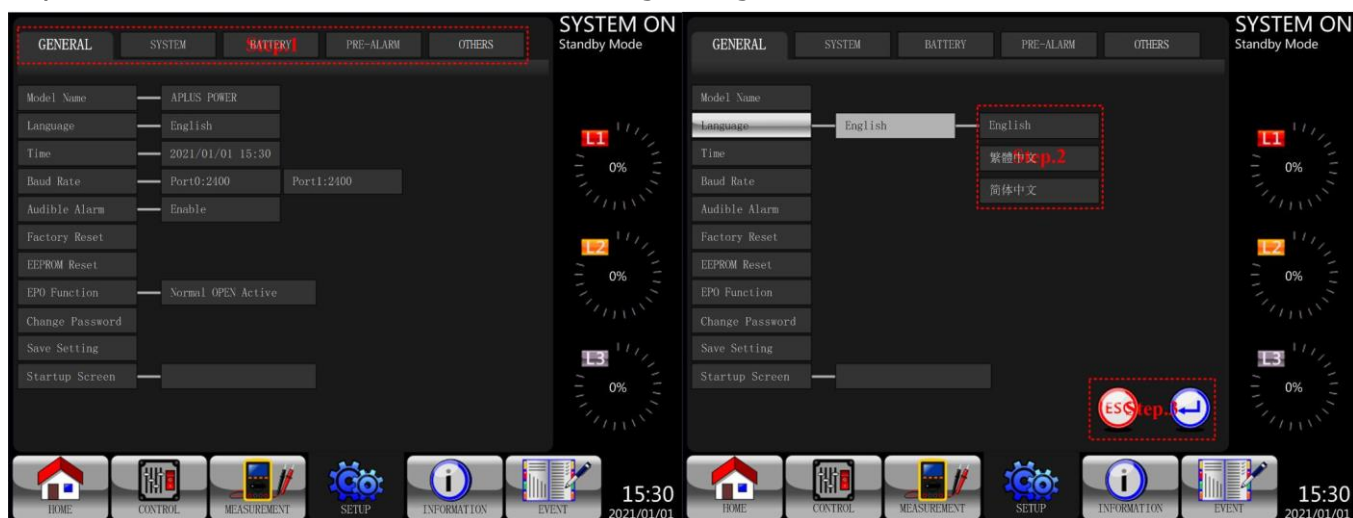 SYSTEM ON
Standby Mode
GENERAL SYSTEM BATTERY PRE-ALARM OTHERS
Step.1
Model Name APLUS POWER
Language English
Time 2021/01/01 15:30
Baud Rate Port0:2400 Port1:2400
Audible Alarm Enable
Factory Reset
EEPROM Reset
EPO Function Normal OPEN Active
Change Password
Save Setting
Startup Screen
L1
0%
L2
0%
L3
0%
HOME CONTROL MEASUREMENT SETUP INFORMATION EVENT
15:30
2021/01/01
SYSTEM ON
Standby Mode
GENERAL SYSTEM BATTERY PRE-ALARM OTHERS
Model Name
Language English English
Time 繁體中文
Step.2
Baud Rate 简体中文
Audible Alarm
Factory Reset
EEPROM Reset
EPO Function
Change Password
Save Setting
Startup Screen
ESC Step.3
L1
0%
L2
0%
L3
0%
HOME CONTROL MEASUREMENT SETUP INFORMATION EVENT
15:30
2021/01/01